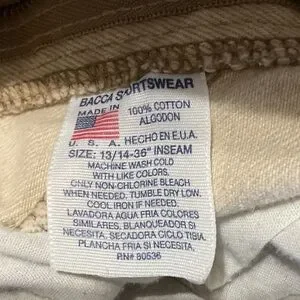 BACCA SPORTSWEAR
MADE IN 100% COTTON
ALGODON
U. S. A. HECHO EN E.U.A.
SIZE: 13/14-36" INSEAM
MACHINE WASH COLD
WITH LIKE COLORS.
ONLY NON-CHLORINE BLEACH
WHEN NEEDED. TUMBLE DRY LOW.
COOL IRON IF NEEDED.
LAVADORA AGUA FRIA COLORES
SIMILARES. BLANQUEADOR SI
NECESITA, SECADORA CICLO TIBIA.
PLANCHA FRIA SI NECESITA.
RN# 80536